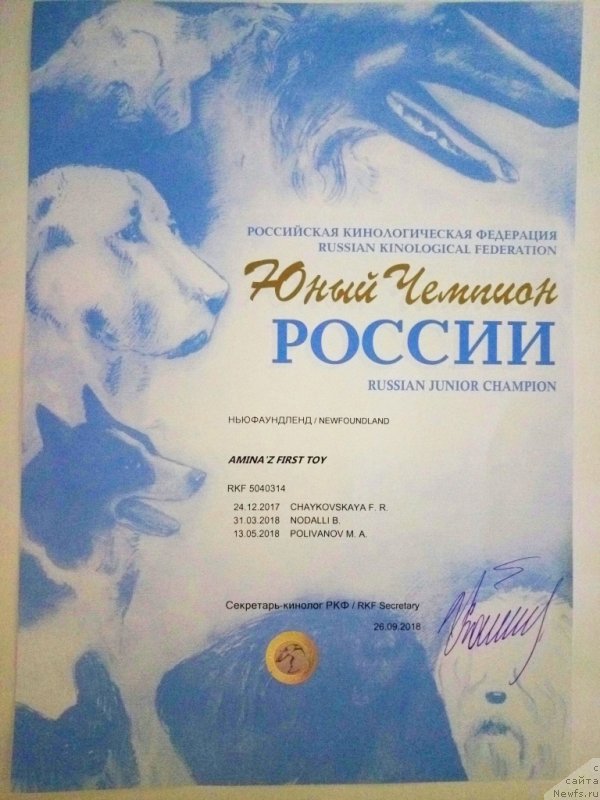 РОССИЙСКАЯ КИНОЛОГИЧЕСКАЯ ФЕДЕРАЦИЯ
RUSSIAN KINOLOGICAL FEDERATION
Юный Чемпион
РОССИИ
RUSSIAN JUNIOR CHAMPION
НЬЮФАУНДЛЕНД / NEWFOUNDLAND
AMINA'Z FIRST TOY
RKF 5040314
24.12.2017 CHAYKOVSKAYA F. R.
31.03.2018 NODALLI B.
13.05.2018 POLIVANOV M. A.
Секретарь-кинолог РКФ / RKF Secretary
26.09.2018
с
сайта
Newfs.ru